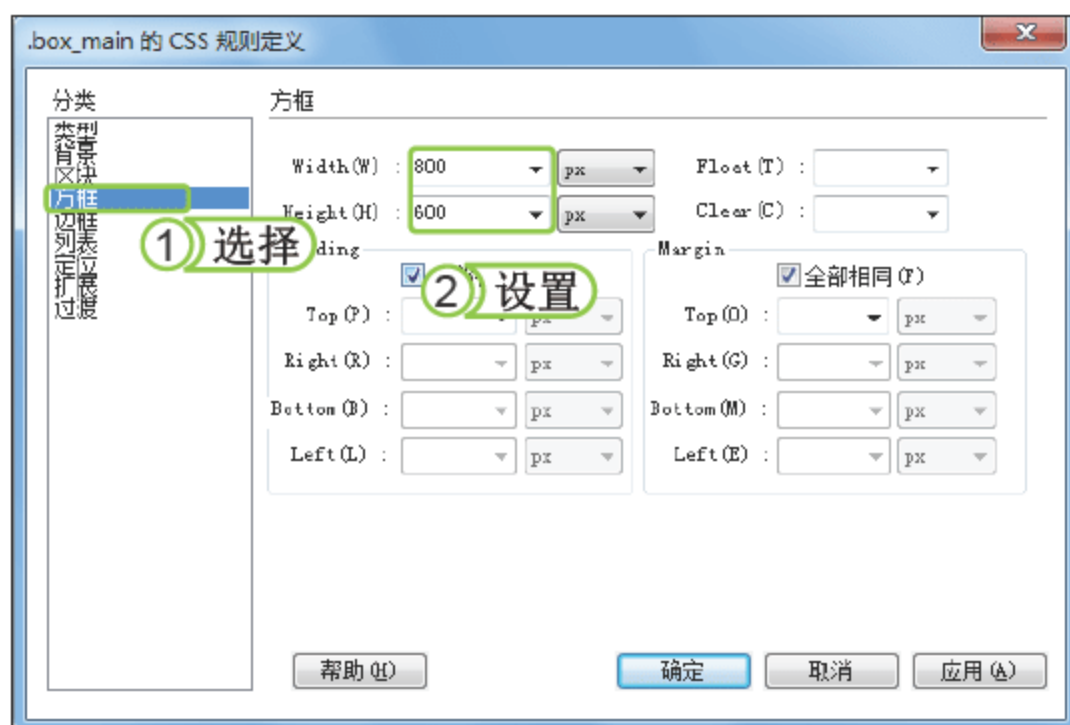 .box_main 的 CSS 规则定义
分类
类型
背景
区块
方框
边框
列表
定位
扩展
过渡
方框
Width(W) : 800 px Float(T) :
Height(H) : 600 px Clear(C) :
① 选择
dding
② 设置
Top(P) : px
Right(R) : px
Bottom(B) : px
Left(L) : px
Margin
全部相同(F)
Top(O) : px
Right(G) : px
Bottom(M) : px
Left(E) : px
帮助(H) 确定 取消 应用(A)